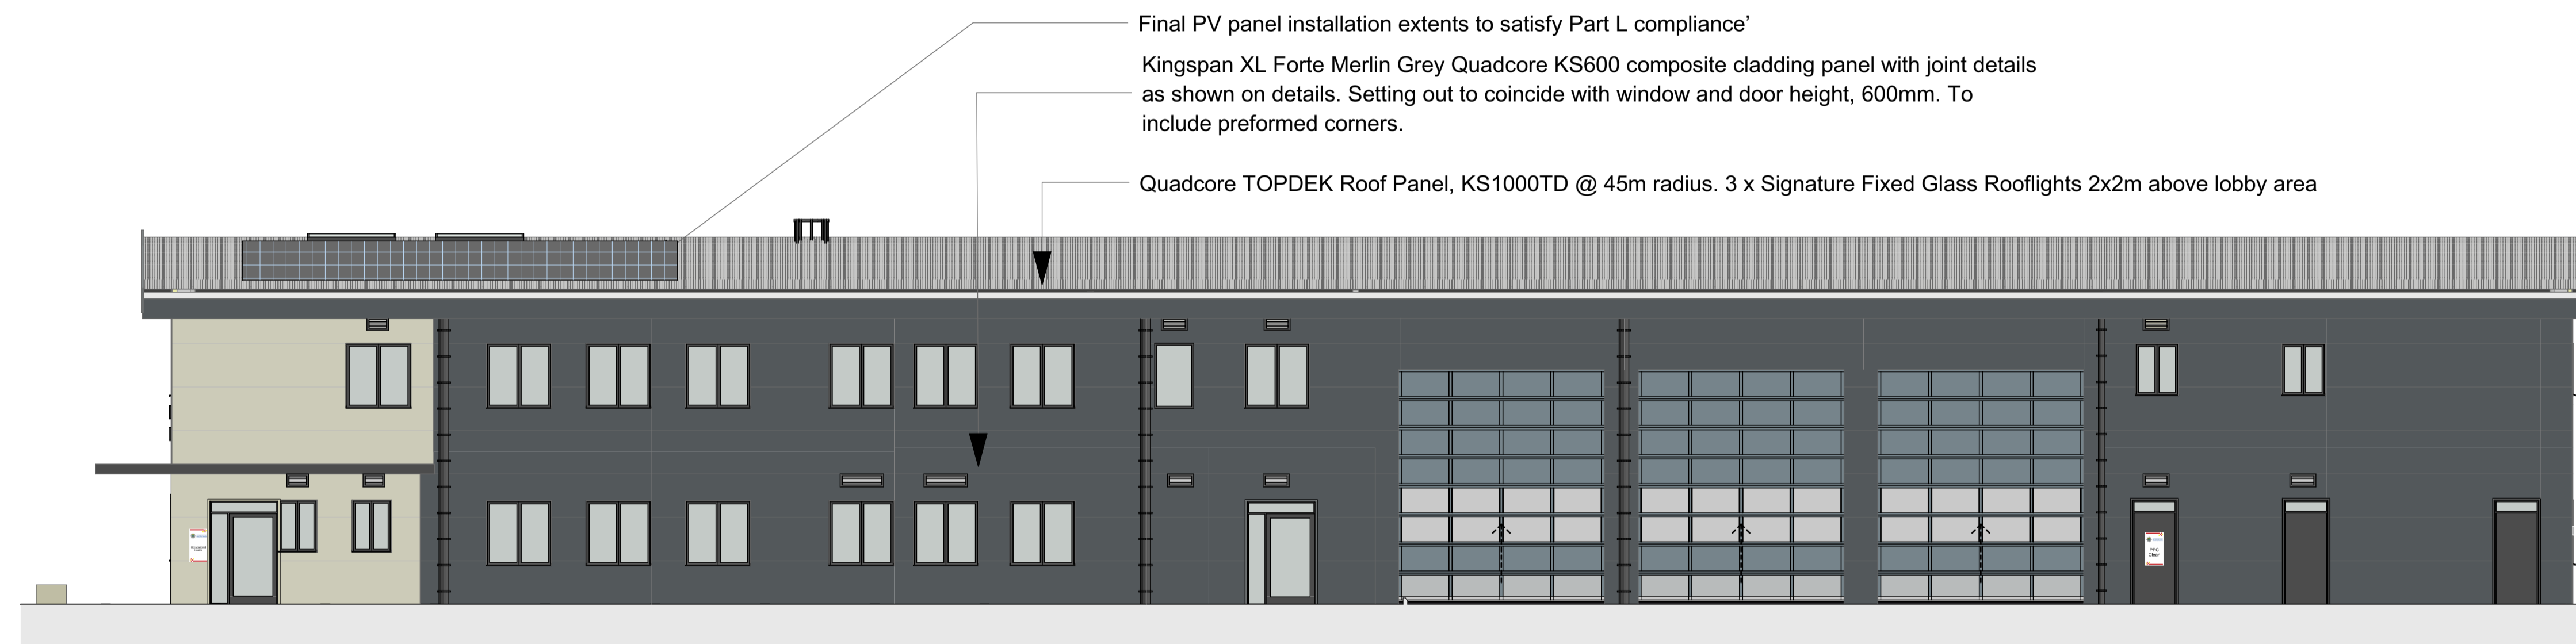 Final PV panel installation extents to satisfy Part L compliance’
Kingspan XL Forte Merlin Grey Quadcore KS600 composite cladding panel with joint details
as shown on details. Setting out to coincide with window and door height, 600mm. To
include preformed corners.
Quadcore TOPDEK Roof Panel, KS1000TD @ 45m radius. 3 x Signature Fixed Glass Rooflights 2x2m above lobby area
PPC
Clean